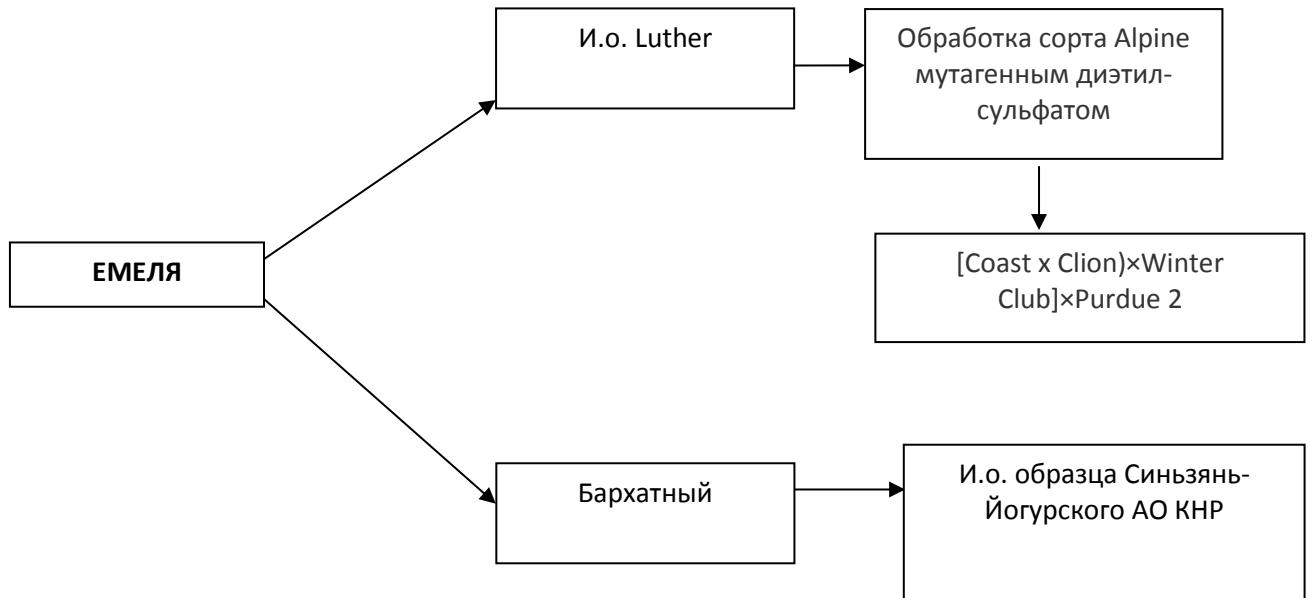 И.о. Luther
Обработка сорта Alpine
мутагенным диэтил-
сульфатом
ЕМЕЛЯ
[Coast x Clion)×Winter
Club]×Purdue 2
Бархатный
И.о. образца Синьзянь-
Йогурского АО КНР